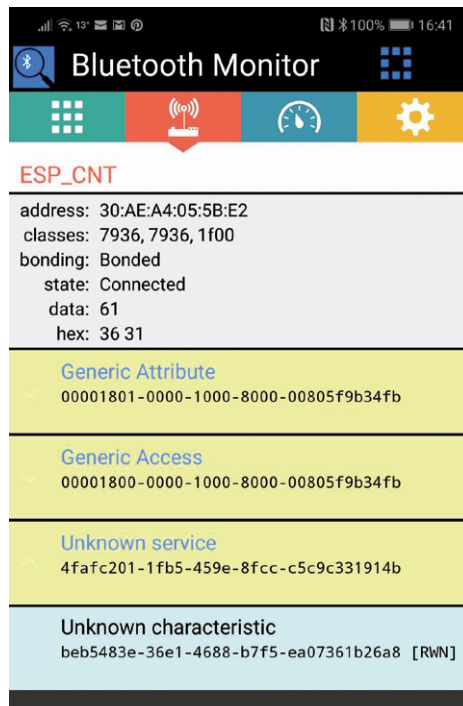 13° 100% 16:41
Bluetooth Monitor
ESP_CNT
address: 30:AE:A4:05:5B:E2
classes: 7936, 7936, 1f00
bonding: Bonded
state: Connected
data: 61
hex: 36 31
Generic Attribute
00001801-0000-1000-8000-00805f9b34fb
Generic Access
00001800-0000-1000-8000-00805f9b34fb
Unknown service
4fafc201-1fb5-459e-8fcc-c5c9c331914b
Unknown characteristic
beb5483e-36e1-4688-b7f5-ea07361b26a8 [RWN]